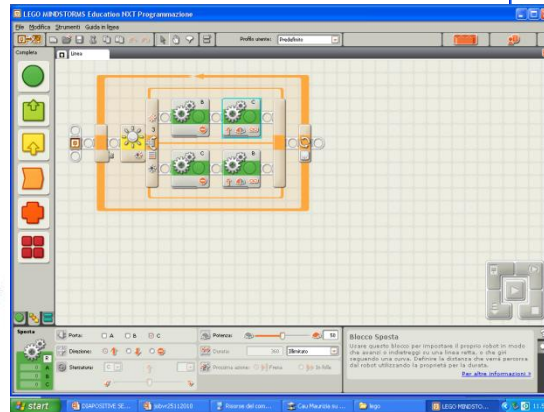 LEGO MINDSTORMS Education NXT Programmazione
File Modifica Strumenti Guida in linea
Profilo utente: Predefinito
Completa
Linea
B C
3
C B
Sposta
Porta: A B C
Potenza: 50
Direzione:
Durata: 360 Illimitato
Sterzatura: C
Prossima azione: Frena In folle
Blocco Sposta
Usare questo blocco per impostare il proprio robot in modo
che avanzi o indietreggi su una linea retta, o che giri
seguendo una curva. Definire la distanza che verrà percorsa
dal robot utilizzando la proprietà per la durata.
Per altre informazioni >
start
DIAPOSITIVE SE...
Risorse del com...
Cau Maurizio su ...
lego
LEGO MINDSTO...